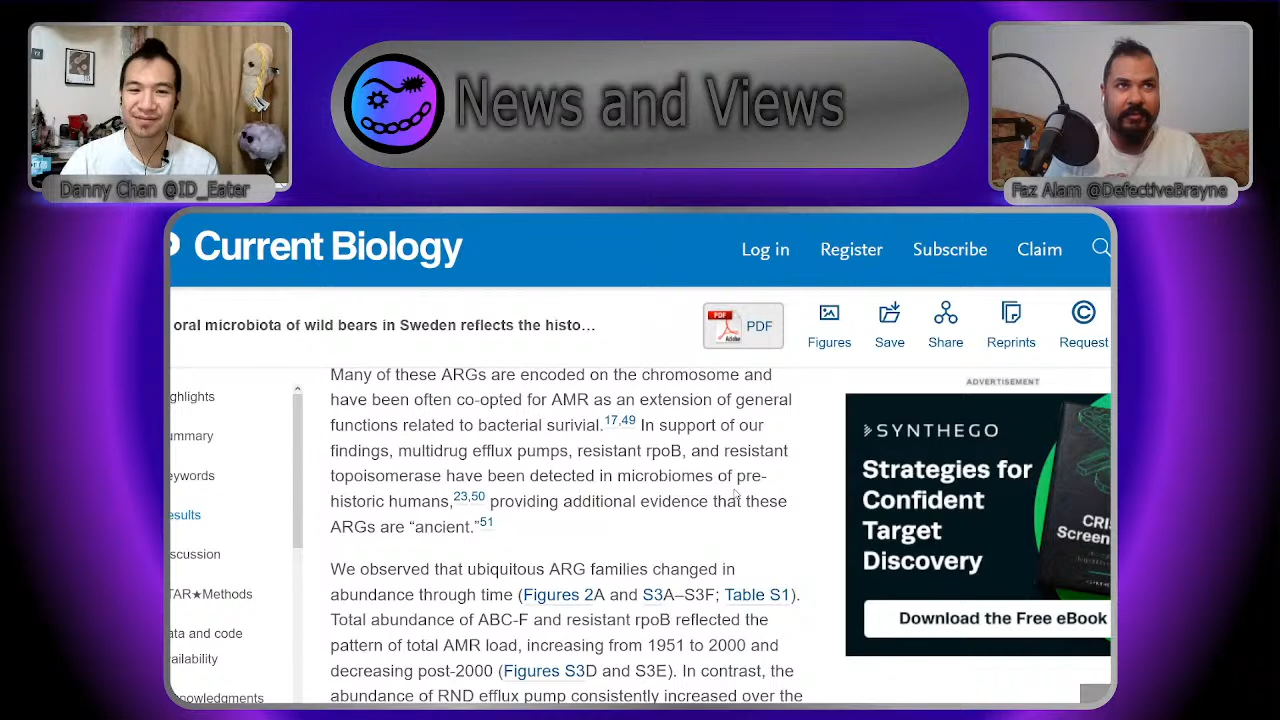 News and Views
Danny Chan @ID_Eater
Faz Alam @DefectiveBrayne
Current Biology
Log in
Register
Subscribe
Claim
oral microbiota of wild bears in Sweden reflects the histo…
PDF
PDF
Adobe
Figures
Save
Share
Reprints
Request
ghlights
ummary
eywords
esults
scussion
TAR★Methods
ata and code
ailability
knowledgments
Many of these ARGs are encoded on the chromosome and
have been often co-opted for AMR as an extension of general
functions related to bacterial surivial.17,49 In support of our
findings, multidrug efflux pumps, resistant rpoB, and resistant
topoisomerase have been detected in microbiomes of pre-
historic humans,23,50 providing additional evidence that these
ARGs are “ancient.”51
We observed that ubiquitous ARG families changed in
abundance through time (Figures 2A and S3A–S3F; Table S1).
Total abundance of ABC-F and resistant rpoB reflected the
pattern of total AMR load, increasing from 1951 to 2000 and
decreasing post-2000 (Figures S3D and S3E). In contrast, the
abundance of RND efflux pump consistently increased over the
ADVERTISEMENT
SYNTHEGO
Strategies for
Confident
Target
Discovery
CRI
Screen
Download the Free eBook